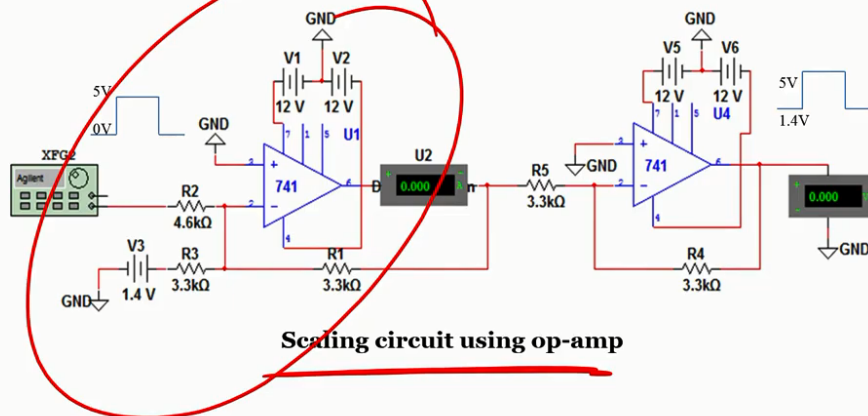 GND
GND
V1
V2
V5
V6
5V
12 V
12 V
12 V
12 V
5V
0V
7
1
5
U1
7
1
5
U4
1.4V
GND
XFG2
U2
Agilent
3
+
741
6
0.000
A
R5
3
+
GND
741
6
0.000
R2
2
−
3.3kΩ
2
−
4.6kΩ
4
4
V3
R3
R1
R4
GND
GND
1.4 V
3.3kΩ
3.3kΩ
3.3kΩ
Scaling circuit using op-amp